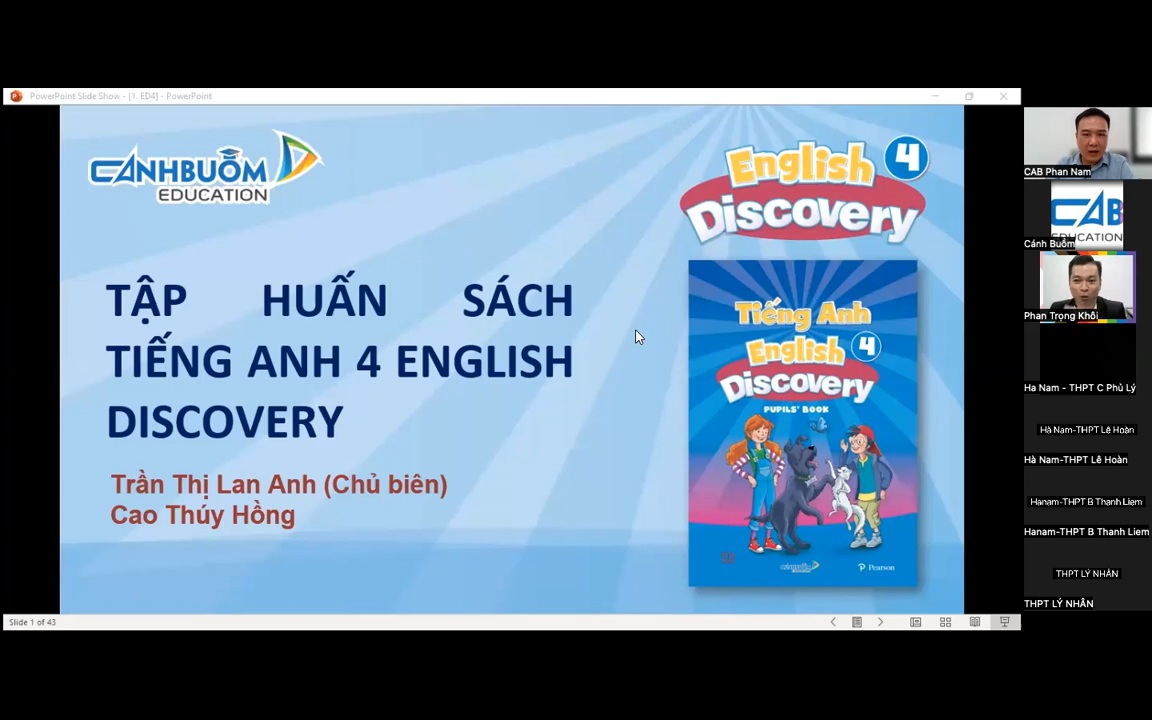 PowerPoint Slide Show - [1. ED4] - PowerPoint
CÁNHBUỒM
EDUCATION
English 4
Discovery
TẬP HUẤN SÁCH
TIẾNG ANH 4 ENGLISH
DISCOVERY
Trần Thị Lan Anh (Chủ biên)
Cao Thúy Hồng
Tiếng Anh
English 4
Discovery
PUPILS' BOOK
Pearson
Slide 1 of 43
CAB Phan Nam
CAB
EDUCATION
Cánh Buồm
Phan Trọng Khôi
Ha Nam - THPT C Phủ Lý
Hà Nam-THPT Lê Hoàn
Hà Nam-THPT Lê Hoàn
Hanam-THPT B Thanh Liem
Hanam-THPT B Thanh Liem
THPT LÝ NHÂN
THPT LÝ NHÂN